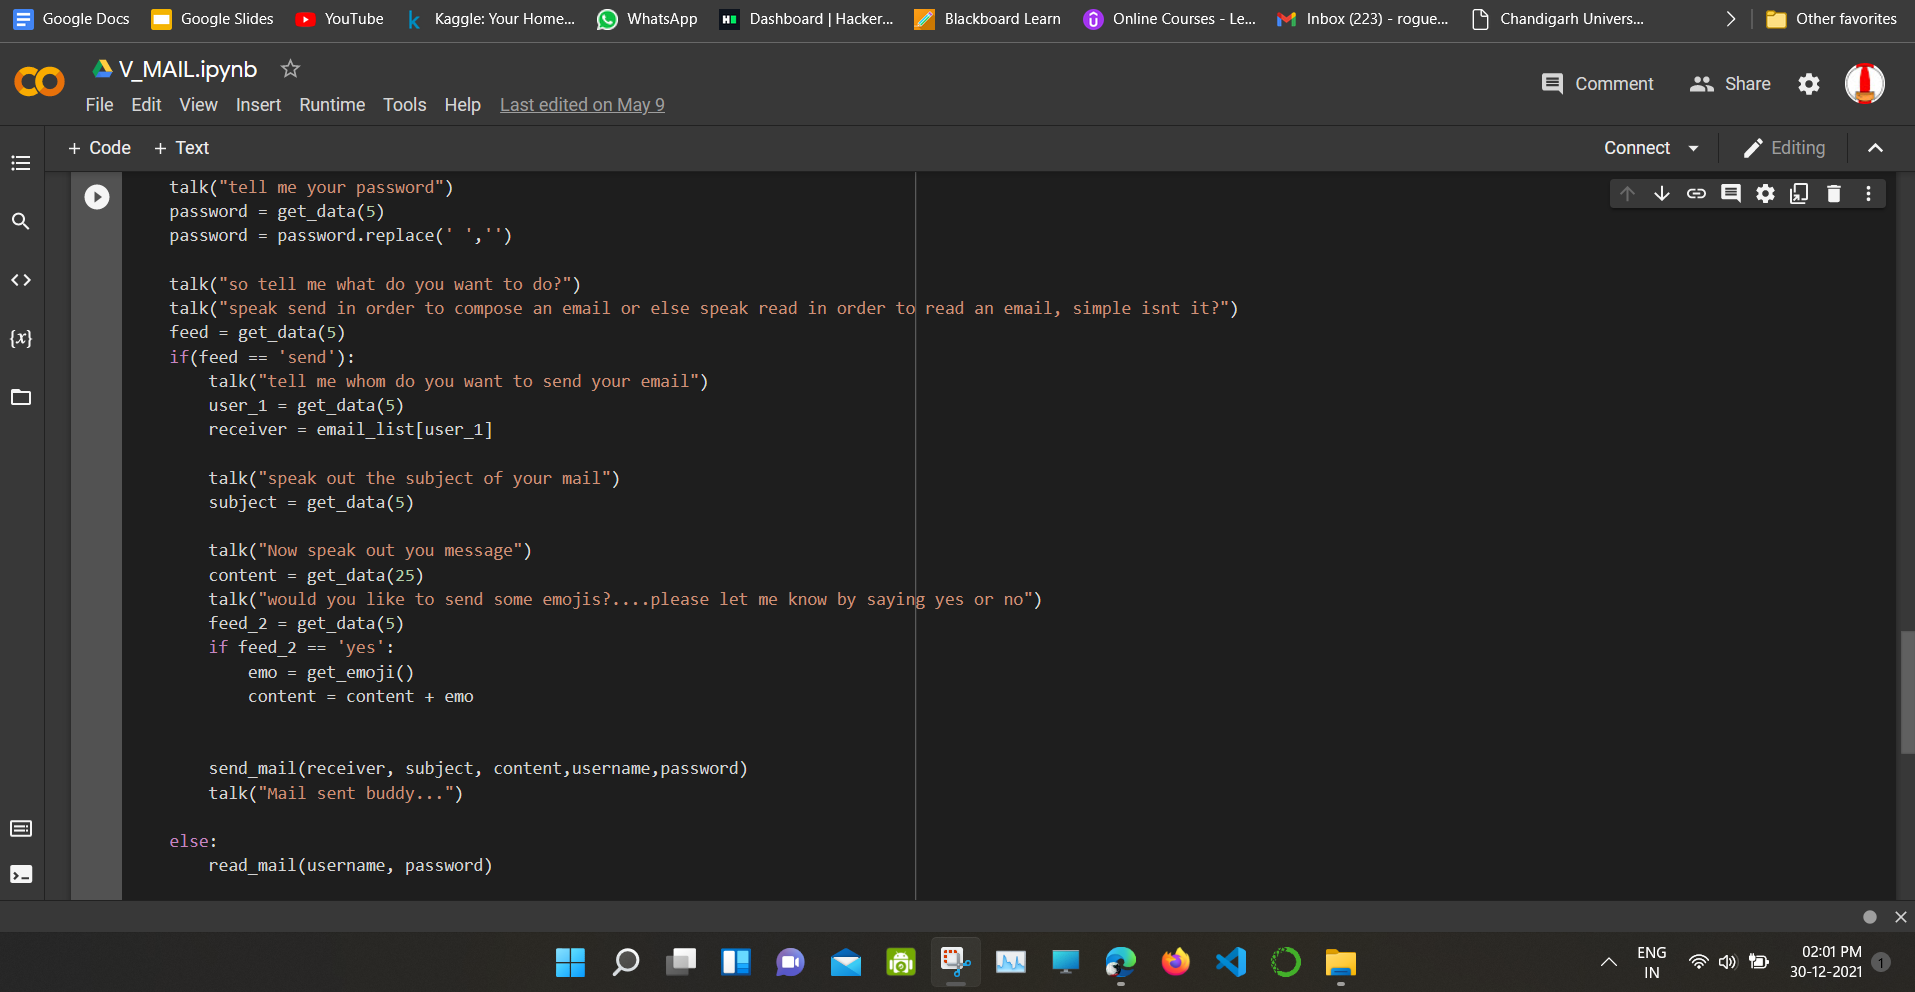 Google Docs Google Slides YouTube Kaggle: Your Home... WhatsApp Dashboard | Hacker... Blackboard Learn Online Courses - Le... Inbox (223) - rogue... Chandigarh Univers... Other favorites
V_MAIL.ipynb
Comment Share
File Edit View Insert Runtime Tools Help Last edited on May 9
+ Code + Text Connect Editing
talk("tell me your password")
password = get_data(5)
password = password.replace(' ','')
talk("so tell me what do you want to do?")
talk("speak send in order to compose an email or else speak read in order to read an email, simple isnt it?")
feed = get_data(5)
if(feed == 'send'):
talk("tell me whom do you want to send your email")
user_1 = get_data(5)
receiver = email_list[user_1]
talk("speak out the subject of your mail")
subject = get_data(5)
talk("Now speak out you message")
content = get_data(25)
talk("would you like to send some emojis?....please let me know by saying yes or no")
feed_2 = get_data(5)
if feed_2 == 'yes':
emo = get_emoji()
content = content + emo
send_mail(receiver, subject, content,username,password)
talk("Mail sent buddy...")
else:
read_mail(username, password)
ENG
IN
02:01 PM
30-12-2021
1